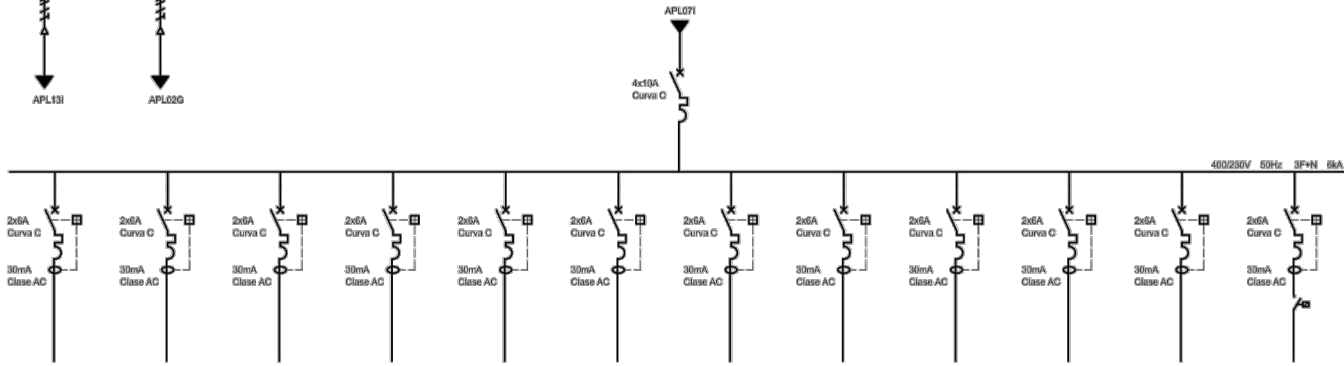 APL07I
4x10A
Curva C
APL13I
APL02G
400/230V 50Hz 3F+N 6kA
2x6A
Curva C
30mA
Clase AC
2x6A
Curva C
30mA
Clase AC
2x6A
Curva C
30mA
Clase AC
2x6A
Curva C
30mA
Clase AC
2x6A
Curva C
30mA
Clase AC
2x6A
Curva C
30mA
Clase AC
2x6A
Curva C
30mA
Clase AC
2x6A
Curva C
30mA
Clase AC
2x6A
Curva C
30mA
Clase AC
2x6A
Curva C
30mA
Clase AC
2x6A
Curva C
30mA
Clase AC
2x6A
Curva C
30mA
Clase AC